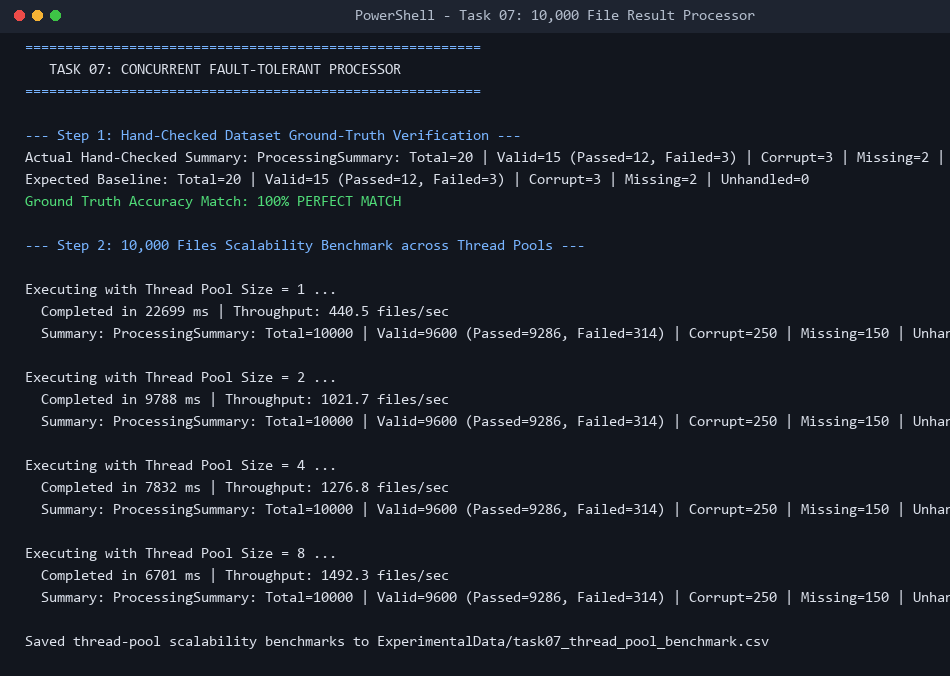 PowerShell - Task 07: 10,000 File Result Processor
=========================================================
TASK 07: CONCURRENT FAULT-TOLERANT PROCESSOR
=========================================================
--- Step 1: Hand-Checked Dataset Ground-Truth Verification ---
Actual Hand-Checked Summary: ProcessingSummary: Total=20 | Valid=15 (Passed=12, Failed=3) | Corrupt=3 | Missing=2 |
Expected Baseline: Total=20 | Valid=15 (Passed=12, Failed=3) | Corrupt=3 | Missing=2 | Unhandled=0
Ground Truth Accuracy Match: 100% PERFECT MATCH
--- Step 2: 10,000 Files Scalability Benchmark across Thread Pools ---
Executing with Thread Pool Size = 1 ...
Completed in 22699 ms | Throughput: 440.5 files/sec
Summary: ProcessingSummary: Total=10000 | Valid=9600 (Passed=9286, Failed=314) | Corrupt=250 | Missing=150 | Unhan
Executing with Thread Pool Size = 2 ...
Completed in 9788 ms | Throughput: 1021.7 files/sec
Summary: ProcessingSummary: Total=10000 | Valid=9600 (Passed=9286, Failed=314) | Corrupt=250 | Missing=150 | Unhan
Executing with Thread Pool Size = 4 ...
Completed in 7832 ms | Throughput: 1276.8 files/sec
Summary: ProcessingSummary: Total=10000 | Valid=9600 (Passed=9286, Failed=314) | Corrupt=250 | Missing=150 | Unhan
Executing with Thread Pool Size = 8 ...
Completed in 6701 ms | Throughput: 1492.3 files/sec
Summary: ProcessingSummary: Total=10000 | Valid=9600 (Passed=9286, Failed=314) | Corrupt=250 | Missing=150 | Unhan
Saved thread-pool scalability benchmarks to ExperimentalData/task07_thread_pool_benchmark.csv